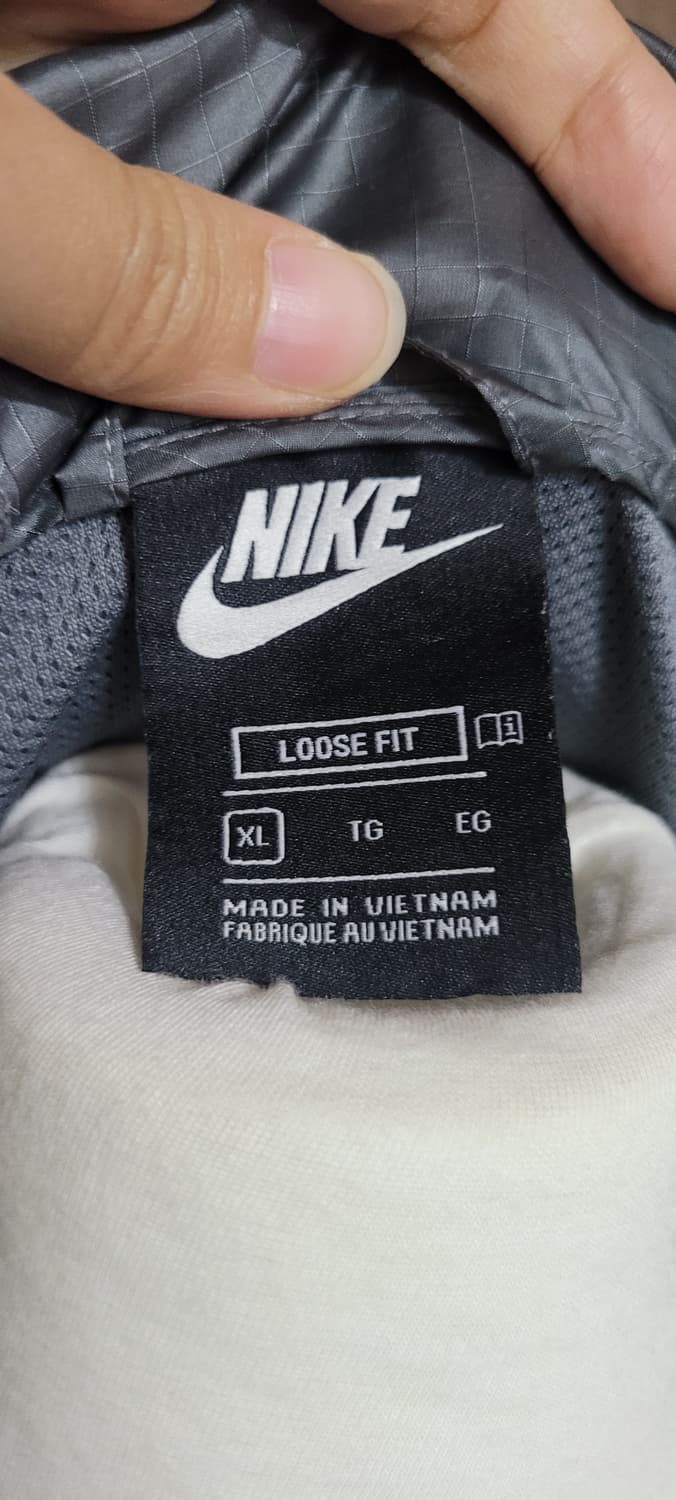 NIKE
LOOSE FIT
XL TG EG
MADE IN VIETNAM
FABRIQUE AU VIETNAM